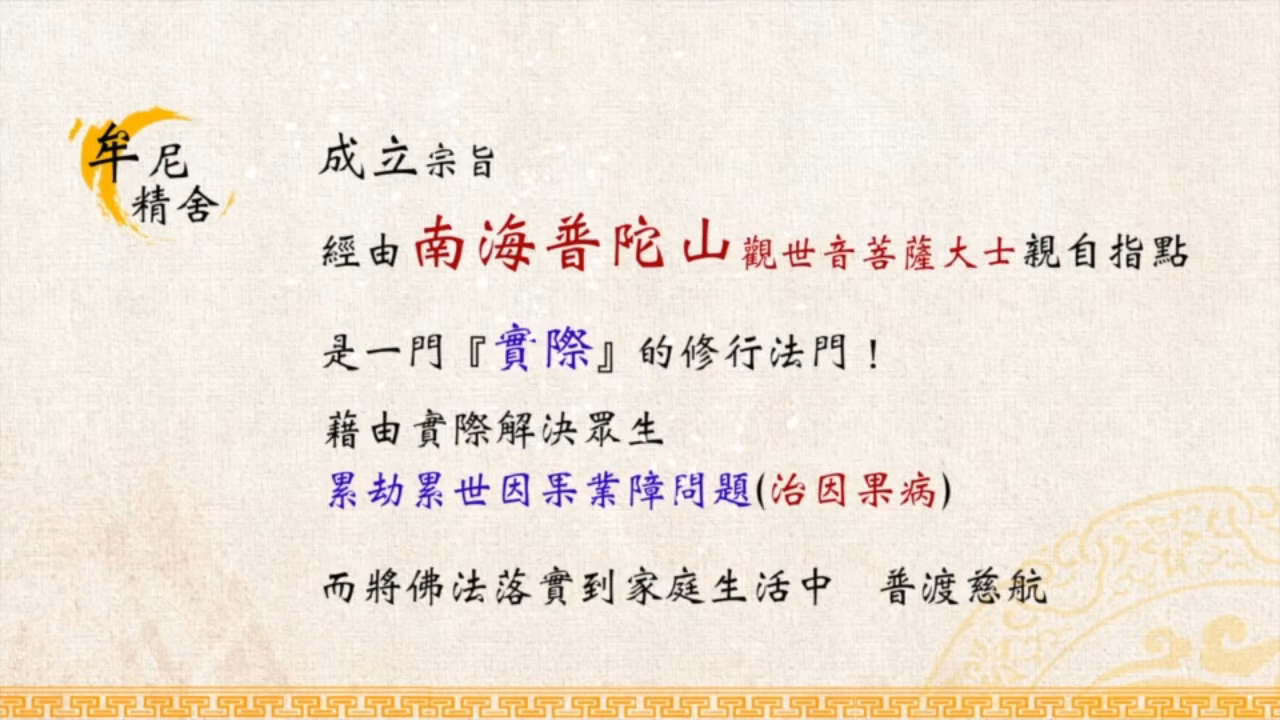 牟尼
精舍
成立宗旨
經由南海普陀山觀世音菩薩大士親自指點
是一門『實際』的修行法門！
藉由實際解決眾生
累劫累世因果業障問題(治因果病)
而將佛法落實到家庭生活中　普渡慈航